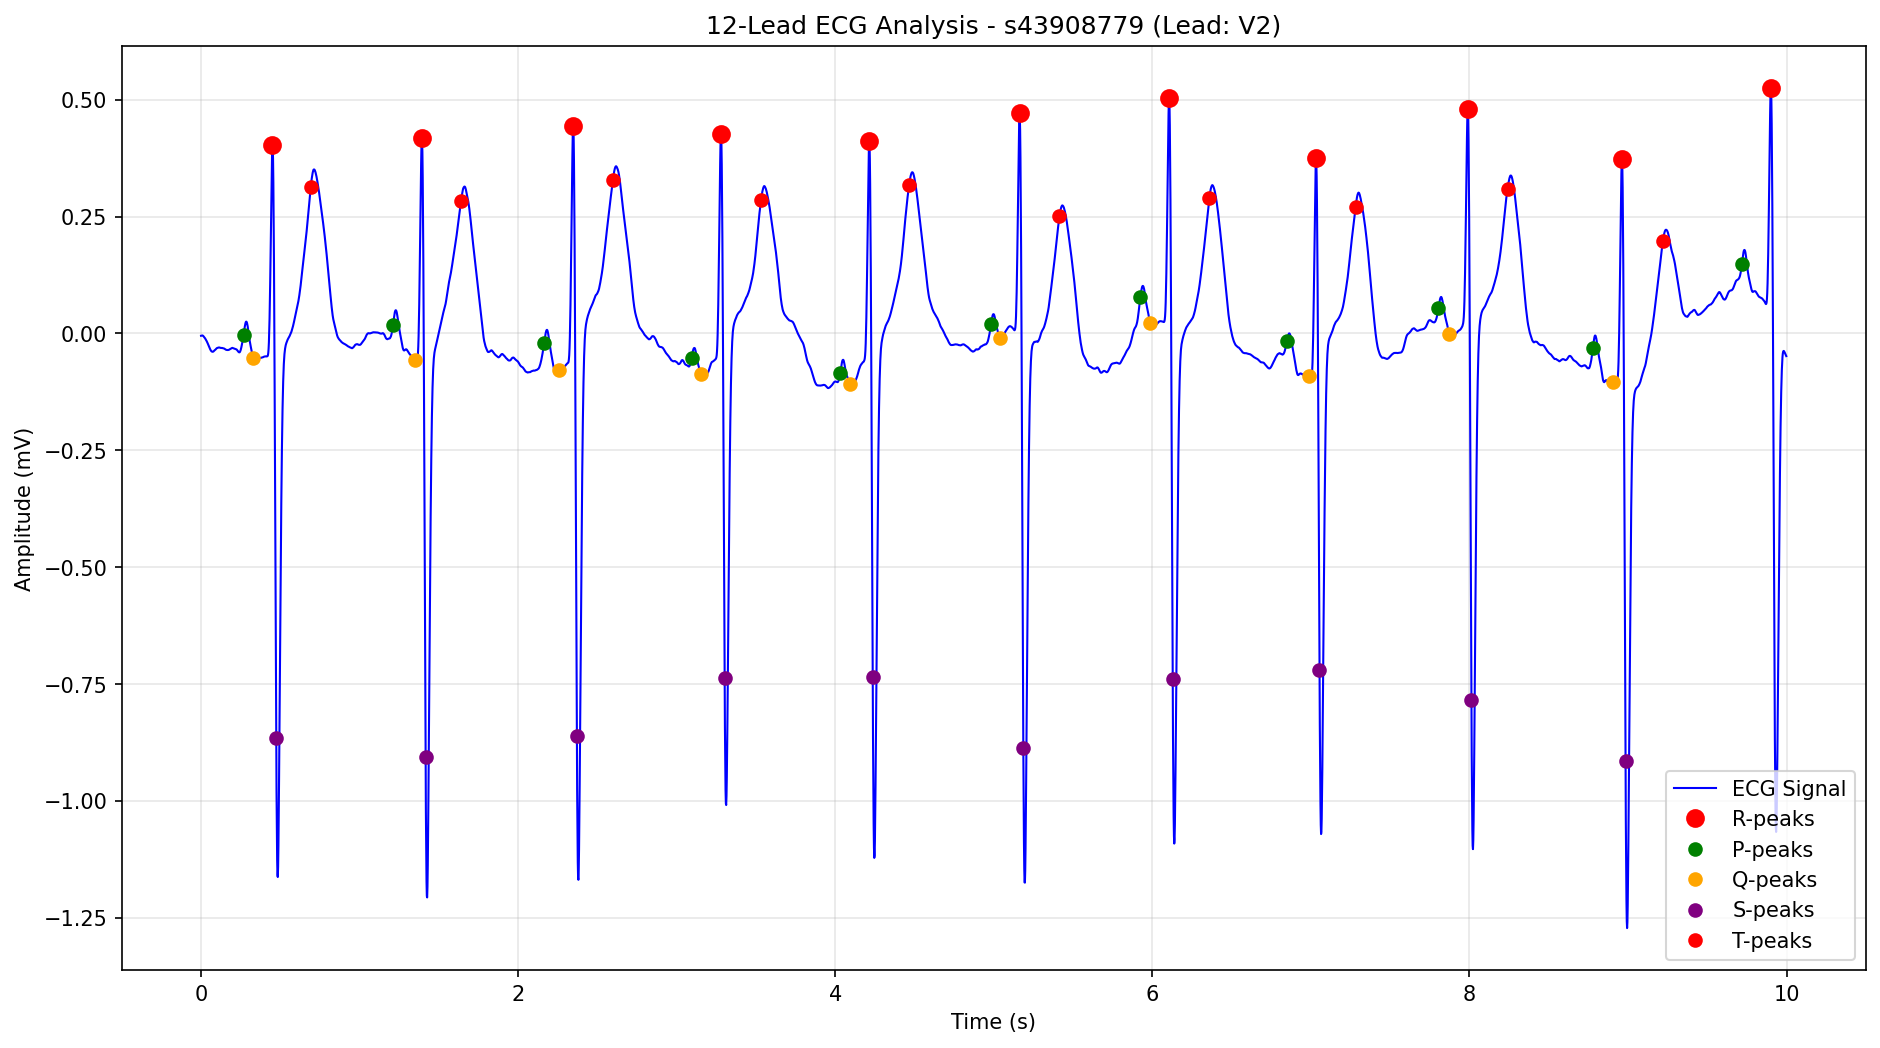 12-Lead ECG Analysis - s43908779 (Lead: V2)
Amplitude (mV)
0.50
0.25
0.00
−0.25
−0.50
−0.75
−1.00
−1.25
0 2 4 6 8 10
Time (s)
ECG Signal
R-peaks
P-peaks
Q-peaks
S-peaks
T-peaks